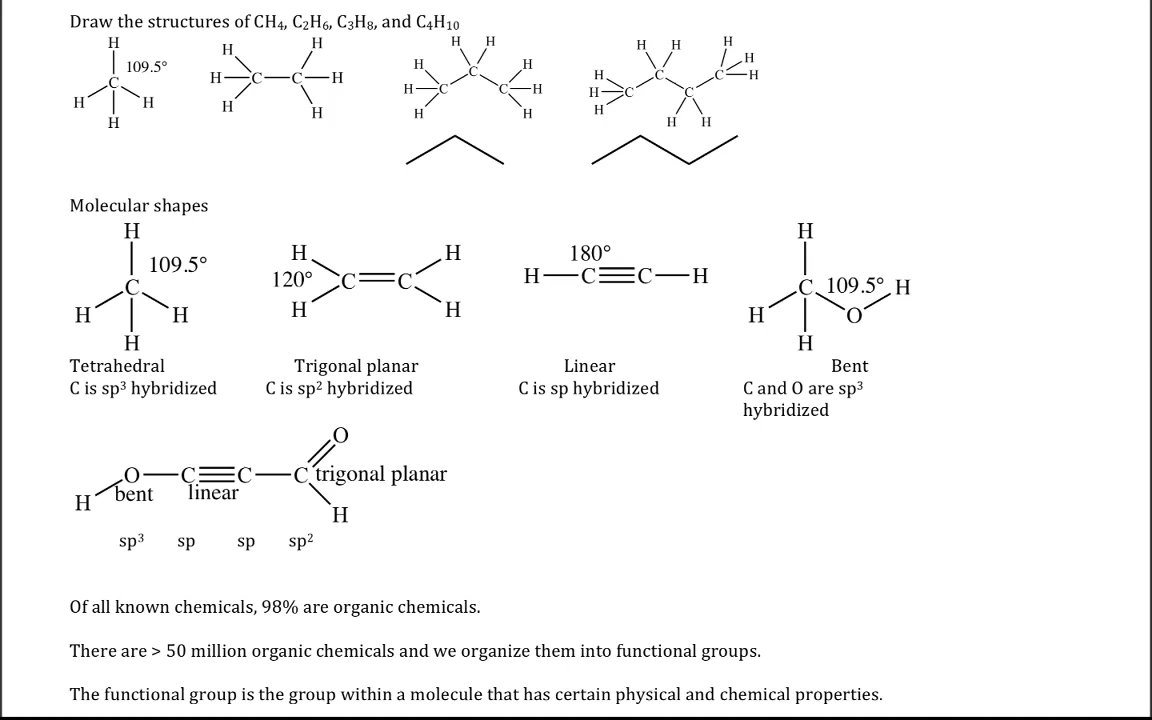 Draw the structures of CH₄, C₂H₆, C₃H₈, and C₄H₁₀
H H H H H H H H
109.5° H H H H
C H C C H C C C H C C H
H H H C C H H C C
H H H H H H H
H H
Molecular shapes
H H
109.5° H H 180°
C 120° C C H C C H C 109.5° H
H H H H H O
H H
Tetrahedral Trigonal planar Linear Bent
C is sp³ hybridized C is sp² hybridized C is sp hybridized C and O are sp³
hybridized
O
O C C C trigonal planar
H bent linear
H
sp³ sp sp sp²
Of all known chemicals, 98% are organic chemicals.
There are > 50 million organic chemicals and we organize them into functional groups.
The functional group is the group within a molecule that has certain physical and chemical properties.